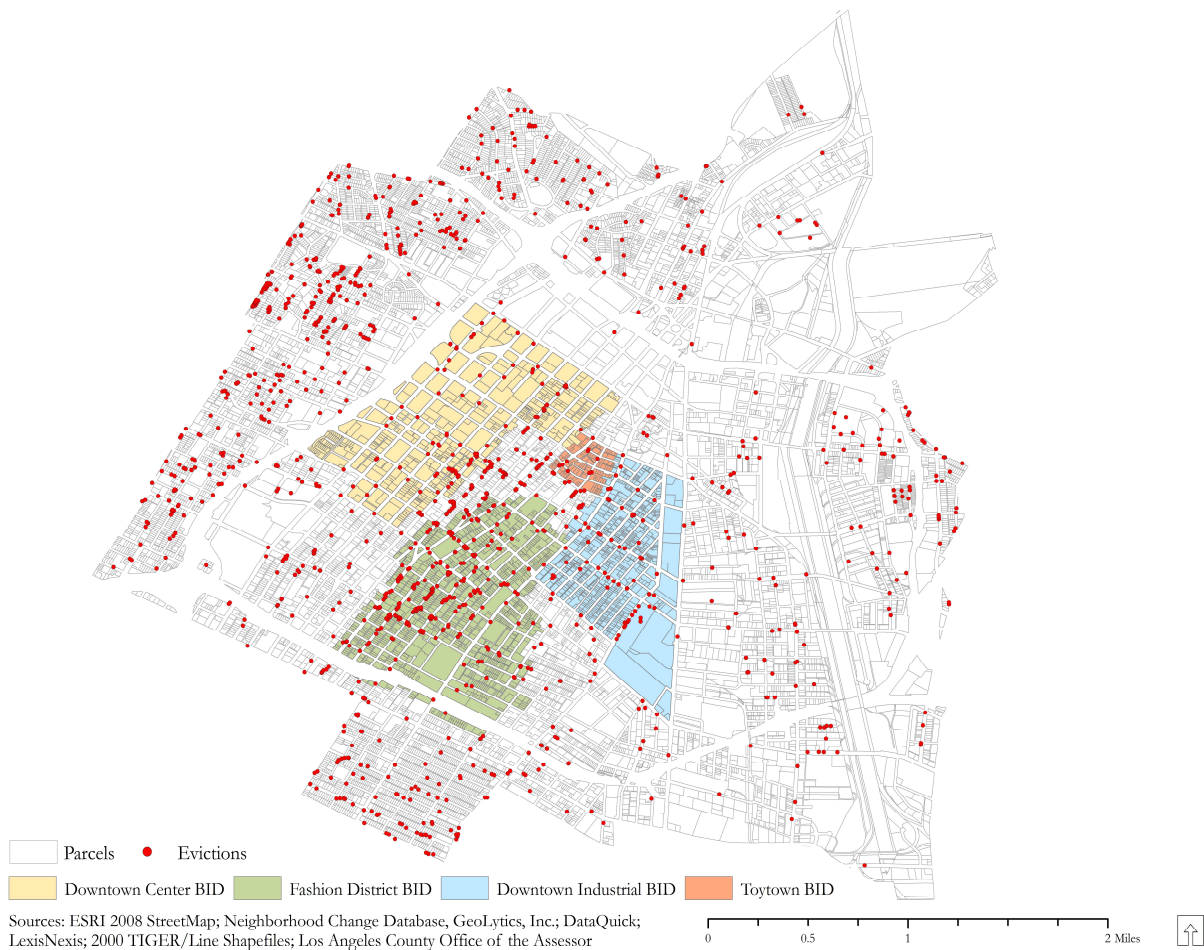 Parcels Evictions
Downtown Center BID Fashion District BID Downtown Industrial BID Toytown BID
Sources: ESRI 2008 StreetMap; Neighborhood Change Database, GeoLytics, Inc.; DataQuick;
LexisNexis; 2000 TIGER/Line Shapefiles; Los Angeles County Office of the Assessor
0 0.5 1 2 Miles